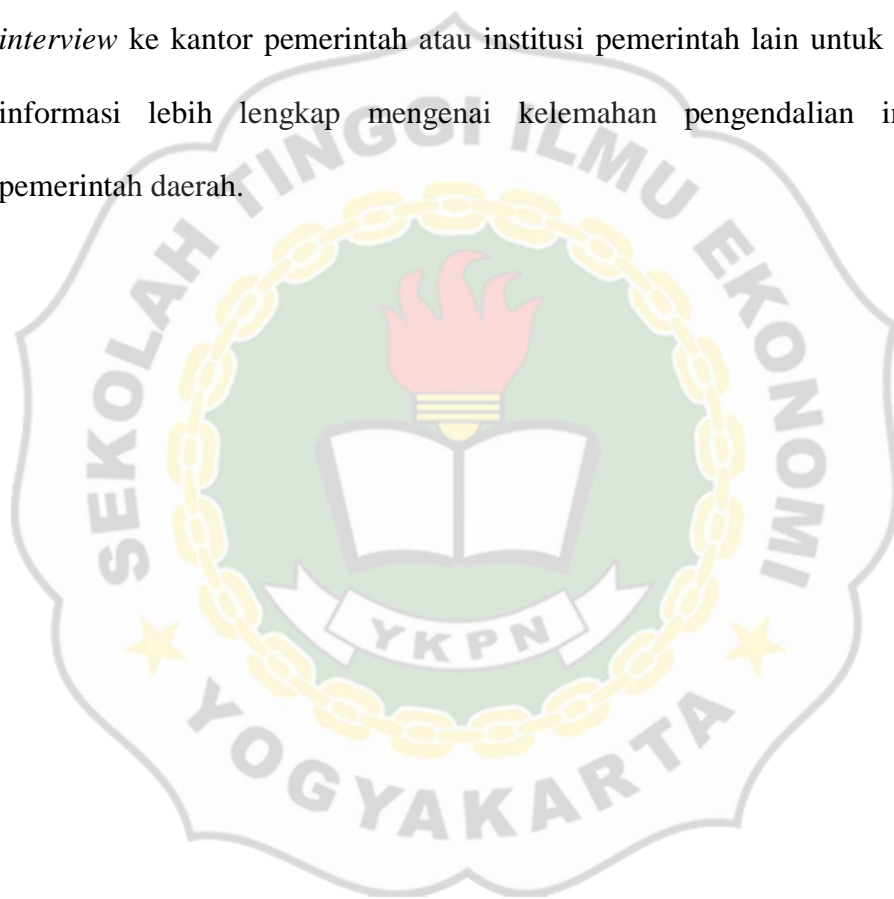 interview ke kantor pemerintah atau institusi pemerintah lain untuk
informasi lebih lengkap mengenai kelemahan pengendalian
pemerintah daerah.
SEKOLAH TINGGI ILMU EKONOMI
YKPN
YOGYAKARTA